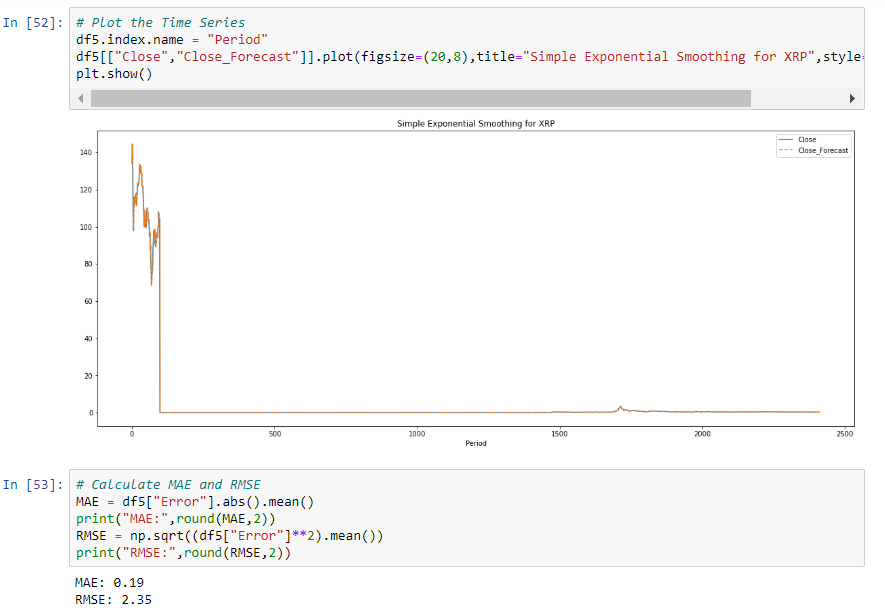 In [52]: # Plot the Time Series
df5.index.name = "Period"
df5[["Close","Close_Forecast"]].plot(figsize=(20,8),title="Simple Exponential Smoothing for XRP",style=
plt.show()
Simple Exponential Smoothing for XRP
Close
Close_Forecast
140
120
100
80
60
40
20
0
0 500 1000 1500 2000 2500
Period
In [53]: # Calculate MAE and RMSE
MAE = df5["Error"].abs().mean()
print("MAE:",round(MAE,2))
RMSE = np.sqrt((df5["Error"]**2).mean())
print("RMSE:",round(RMSE,2))
MAE: 0.19
RMSE: 2.35